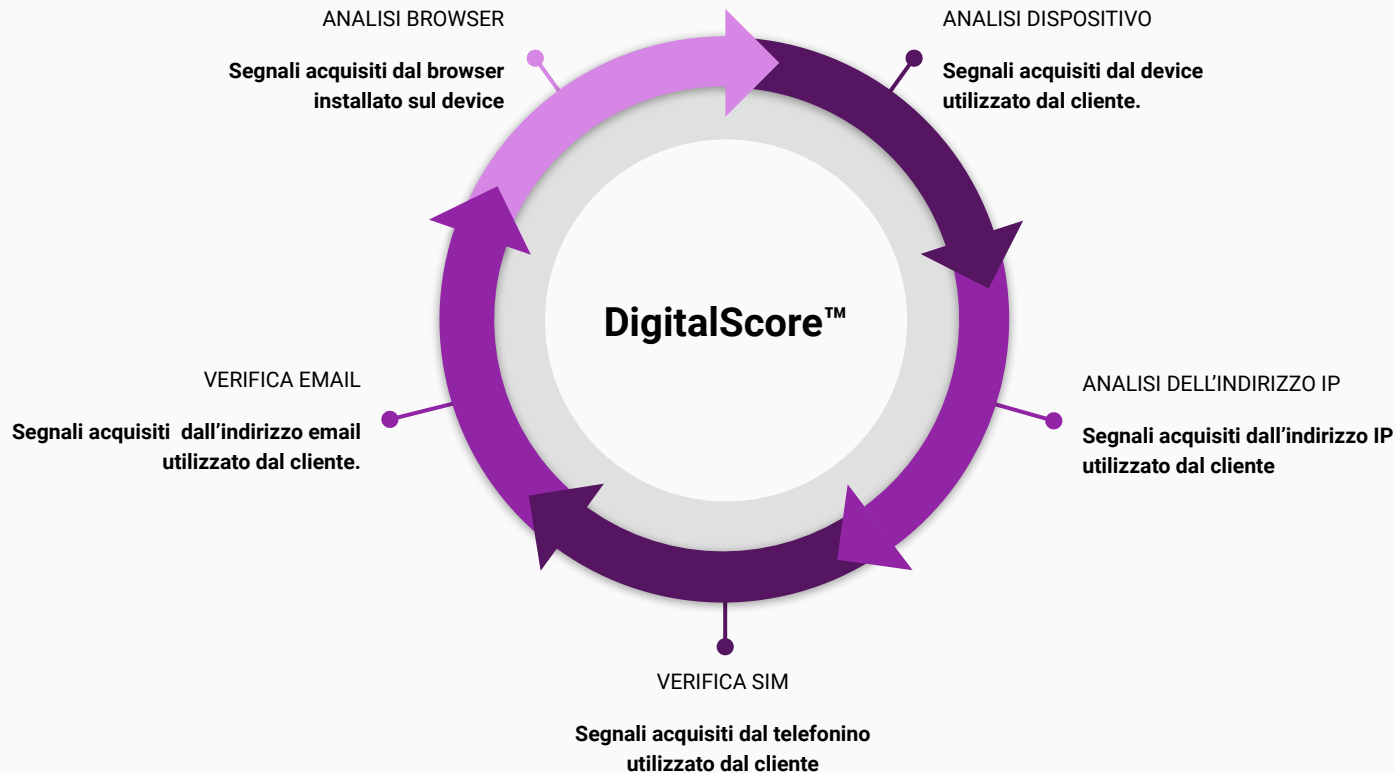 ANALISI BROWSER
Segnali acquisiti dal browser
installato sul device
ANALISI DISPOSITIVO
Segnali acquisiti dal device
utilizzato dal cliente.
DigitalScore™
VERIFICA EMAIL
Segnali acquisiti  dall’indirizzo email
utilizzato dal cliente.
ANALISI DELL’INDIRIZZO IP
Segnali acquisiti dall’indirizzo IP
utilizzato dal cliente
VERIFICA SIM
Segnali acquisiti dal telefonino
utilizzato dal cliente